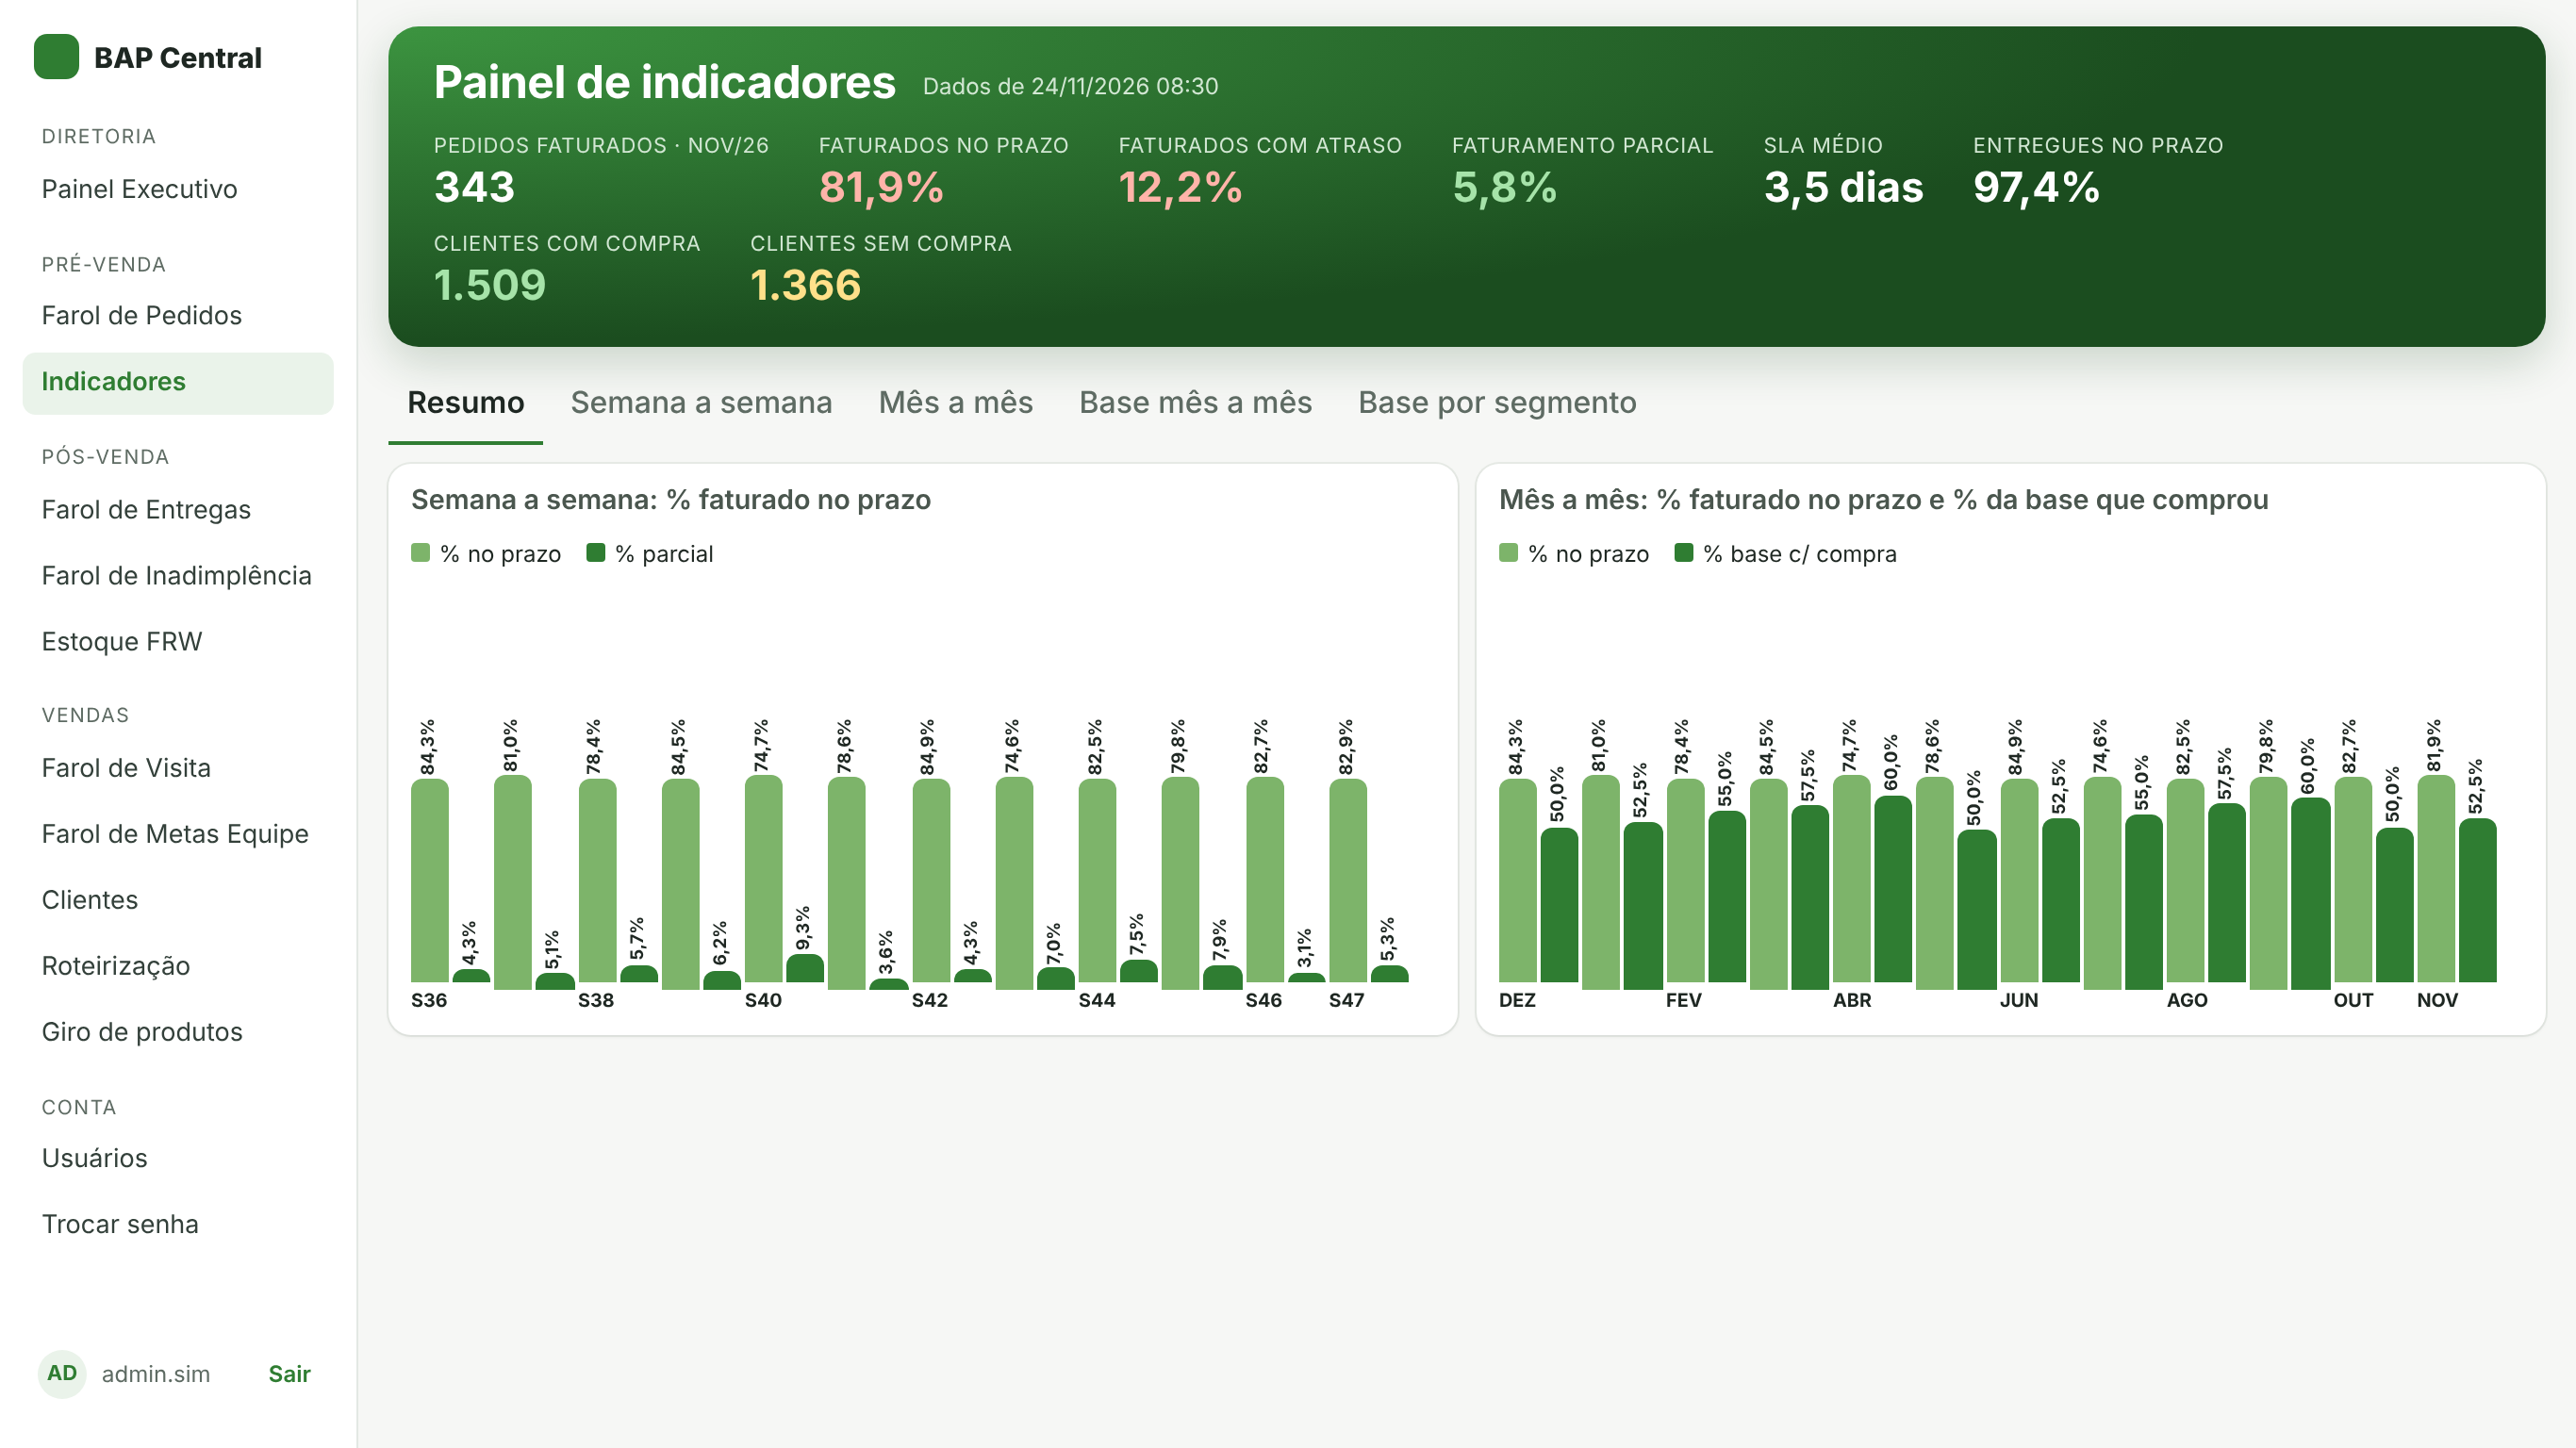 BAP Central
DIRETORIA
Painel Executivo
PRÉ-VENDA
Farol de Pedidos
Indicadores
PÓS-VENDA
Farol de Entregas
Farol de Inadimplência
Estoque FRW
VENDAS
Farol de Visita
Farol de Metas Equipe
Clientes
Roteirização
Giro de produtos
CONTA
Usuários
Trocar senha
AD admin.sim Sair
Painel de indicadores Dados de 24/11/2026 08:30
PEDIDOS FATURADOS · NOV/26 FATURADOS NO PRAZO FATURADOS COM ATRASO FATURAMENTO PARCIAL SLA MÉDIO ENTREGUES NO PRAZO
343 81,9% 12,2% 5,8% 3,5 dias 97,4%
CLIENTES COM COMPRA CLIENTES SEM COMPRA
1.509 1.366
Resumo Semana a semana Mês a mês Base mês a mês Base por segmento
Semana a semana: % faturado no prazo
% no prazo % parcial
84,3% 4,3% 81,0% 5,1% 78,4% 5,7% 84,5% 6,2% 74,7% 9,3% 78,6% 3,6% 84,9% 4,3% 74,6% 7,0% 82,5% 7,5% 79,8% 7,9% 82,7% 3,1% 82,9% 5,3%
S36 S38 S40 S42 S44 S46 S47
Mês a mês: % faturado no prazo e % da base que comprou
% no prazo % base c/ compra
84,3% 50,0% 81,0% 52,5% 78,4% 55,0% 84,5% 57,5% 74,7% 60,0% 78,6% 50,0% 84,9% 52,5% 74,6% 55,0% 82,5% 57,5% 79,8% 60,0% 82,7% 50,0% 81,9% 52,5%
DEZ FEV ABR JUN AGO OUT NOV